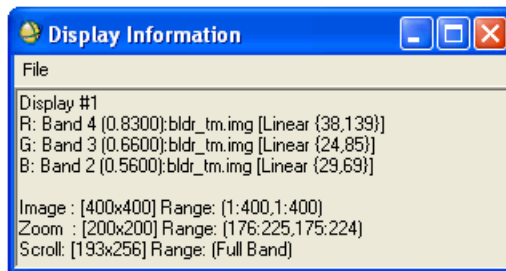 Display Information
File
Display #1
R: Band 4 (0.8300):bldr_tm.img [Linear {38,139}]
G: Band 3 (0.6600):bldr_tm.img [Linear {24,85}]
B: Band 2 (0.5600):bldr_tm.img [Linear {29,69}]
Image : [400x400] Range: (1:400,1:400)
Zoom : [200x200] Range: (176:225,175:224)
Scroll: [193x256] Range: (Full Band)